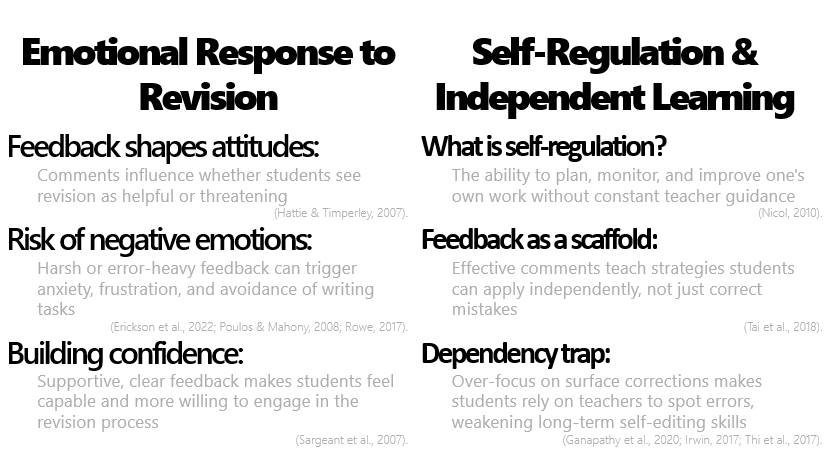 Emotional Response to
Revision
Feedback shapes attitudes:
Comments influence whether students see
revision as helpful or threatening
(Hattie & Timperley, 2007).
Risk of negative emotions:
Harsh or error-heavy feedback can trigger
anxiety, frustration, and avoidance of writing
tasks
(Erickson et al., 2022; Poulos & Mahony, 2008; Rowe, 2017).
Building confidence:
Supportive, clear feedback makes students feel
capable and more willing to engage in the
revision process
(Sargeant et al., 2007).
Self-Regulation &
Independent Learning
What is self-regulation?
The ability to plan, monitor, and improve one's
own work without constant teacher guidance
(Nicol, 2010).
Feedback as a scaffold:
Effective comments teach strategies students
can apply independently, not just correct
mistakes
(Tai et al., 2018).
Dependency trap:
Over-focus on surface corrections makes
students rely on teachers to spot errors,
weakening long-term self-editing skills
(Ganapathy et al., 2020; Irwin, 2017; Thi et al., 2017).